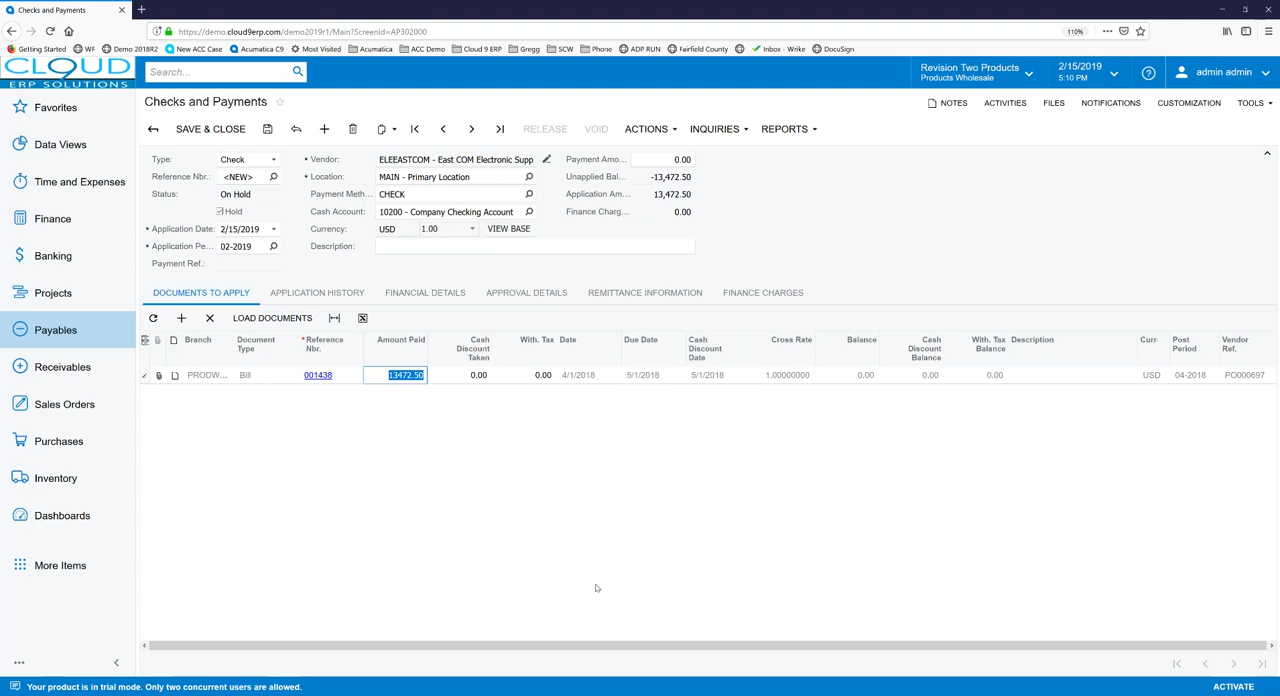 Checks and Payments
https://demo.cloud9erp.com/demo2019r1/Main?ScreenId=AP302000
110%
Getting Started WF Demo 2018R2 New ACC Case Acumatica C9 Most Visited Acumatica ACC Demo Cloud 9 ERP Gregg SCW Phone ADP RUN Fairfield County Inbox - Wrike DocuSign
CLOUD
ERP SOLUTIONS
Search...
Revision Two Products
Products Wholesale
2/15/2019
5:10 PM
admin admin
Favorites
Data Views
Time and Expenses
Finance
Banking
Projects
Payables
Receivables
Sales Orders
Purchases
Inventory
Dashboards
More Items
Checks and Payments
NOTES ACTIVITIES FILES NOTIFICATIONS CUSTOMIZATION TOOLS
SAVE & CLOSE RELEASE VOID ACTIONS INQUIRIES REPORTS
Type: Check
Reference Nbr.: <NEW>
Status: On Hold
Hold
Application Date: 2/15/2019
Application Pe... 02-2019
Payment Ref.:
Vendor: ELEEASTCOM - East COM Electronic Supp
Location: MAIN - Primary Location
Payment Meth... CHECK
Cash Account: 10200 - Company Checking Account
Currency: USD 1.00 VIEW BASE
Description:
Payment Amo... 0.00
Unapplied Bal... -13,472.50
Application Am... 13,472.50
Finance Charg... 0.00
DOCUMENTS TO APPLY APPLICATION HISTORY FINANCIAL DETAILS APPROVAL DETAILS REMITTANCE INFORMATION FINANCE CHARGES
LOAD DOCUMENTS
Branch Document Type *Reference Nbr. Amount Paid Cash Discount Taken With. Tax Date Due Date Cash Discount Date Cross Rate Balance Cash Discount Balance With. Tax Balance Description Curr Post Period Vendor Ref.
PRODW... Bill 001438 13472.50 0.00 0.00 4/1/2018 5/1/2018 5/1/2018 1.00000000 0.00 0.00 0.00 USD 04-2018 PO000697
Your product is in trial mode. Only two concurrent users are allowed.
ACTIVATE